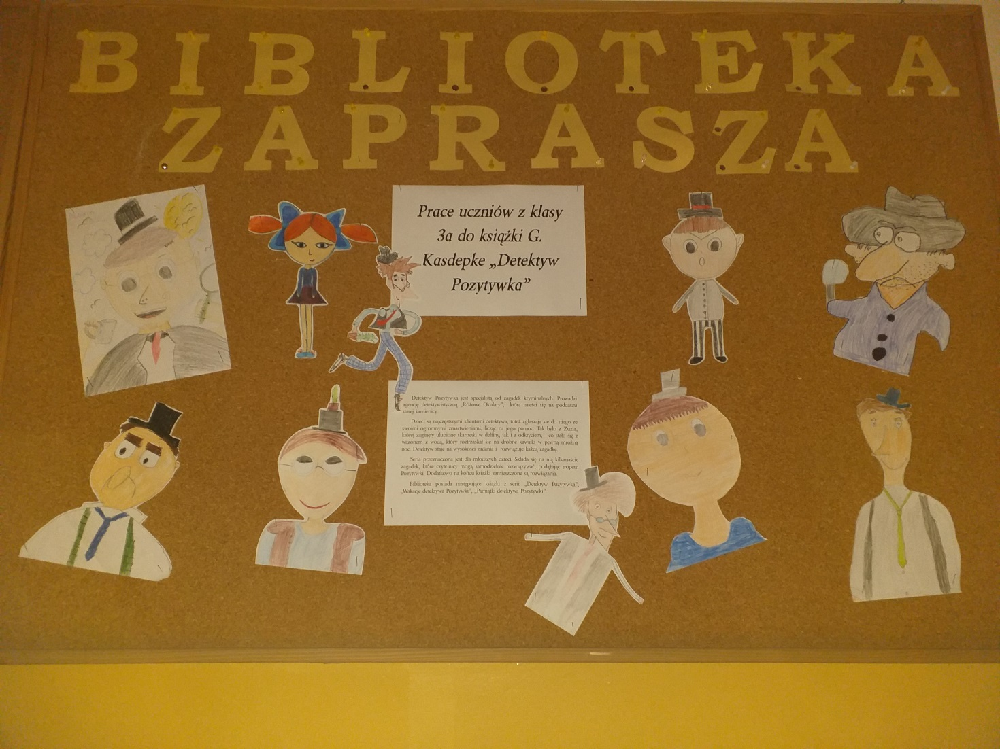 BIBLIOTEKA
ZAPRASZA
Prace uczniów z klasy
3a do książki G.
Kasdepke „Detektyw
Pozytywka”
Detektyw Pozytywka jest specjalistą od zagadek kryminalnych. Prowadzi
agencję detektywistyczną „Różowe Okulary”, która mieści się na poddaszu
starej kamienicy.
Dzieci są najczęstszymi klientami detektywa, toteż zgłaszają się do niego ze
swoimi ogromnymi zmartwieniami, licząc na jego pomoc. Tak było z Zuzią,
której zaginęły ulubione skarpetki w delfiny, jak i z odkryciem, co stało się z
wazonem z wodą, który roztrzaskał się na drobne kawałki w pewną mroźną
noc. Detektyw staje na wysokości zadania i rozwiązuje każdą zagadkę.
Seria przeznaczona jest dla młodszych dzieci. Składa się na nią kilkanaście
zagadek, które czytelnicy mogą samodzielnie rozwiązywać, podążając tropem
Pozytywki. Dodatkowo na końcu książki zamieszczone są rozwiązania.
Biblioteka posiada następujące książki z serii: „Detektyw Pozytywka”,
„Wakacje detektywa Pozytywki”, „Pamiątki detektywa Pozytywki”.